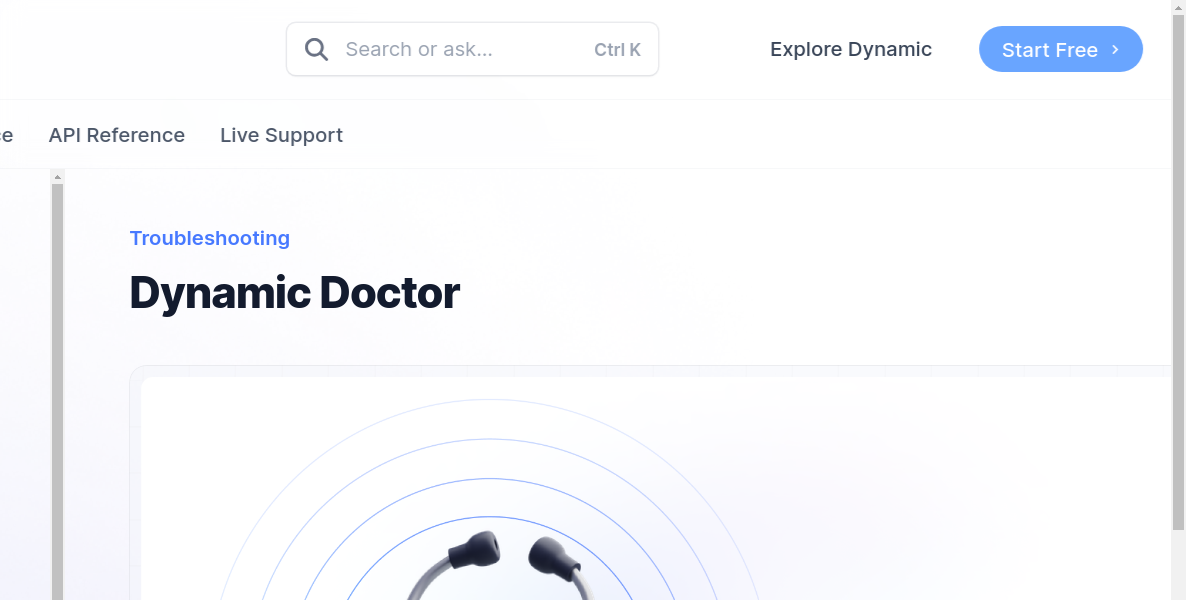 Search or ask...
Ctrl K
Explore Dynamic
Start Free
API Reference
Live Support
Troubleshooting
Dynamic Doctor